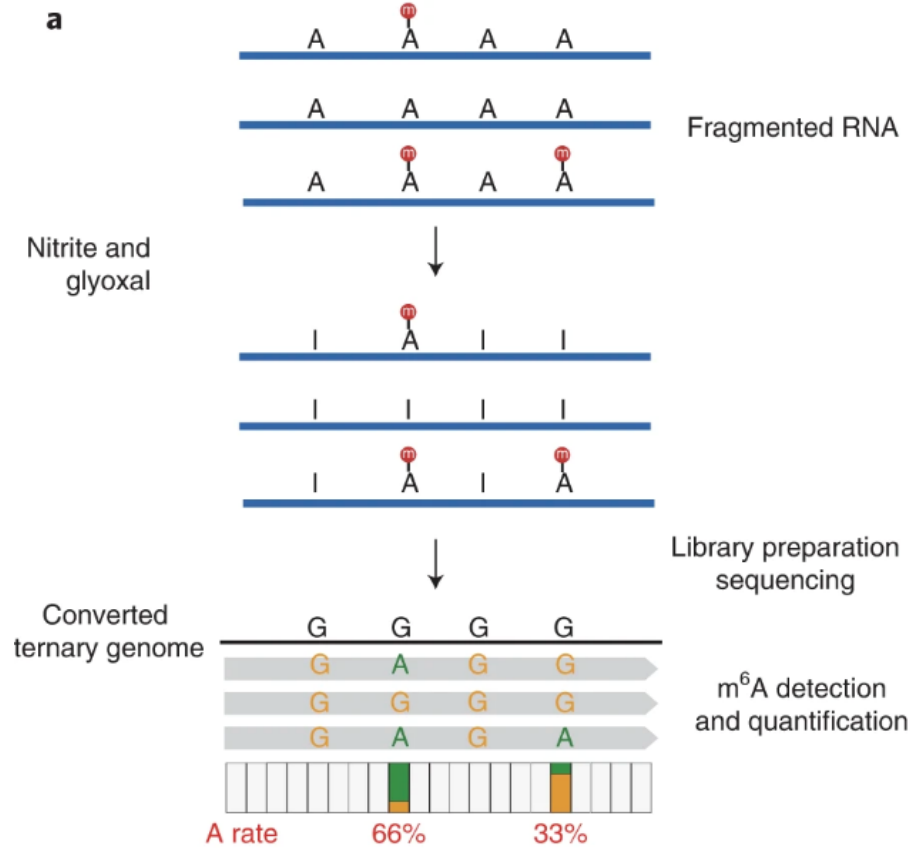 a
m
A A A A
A A A A
Fragmented RNA
m m
A A A A
Nitrite and
glyoxal
m
I A I I
I I I I
m m
I A I A
Library preparation
sequencing
Converted
ternary genome
G G G G
G A G G
G G G G
G A G A
m6A detection
and quantification
A rate 66% 33%